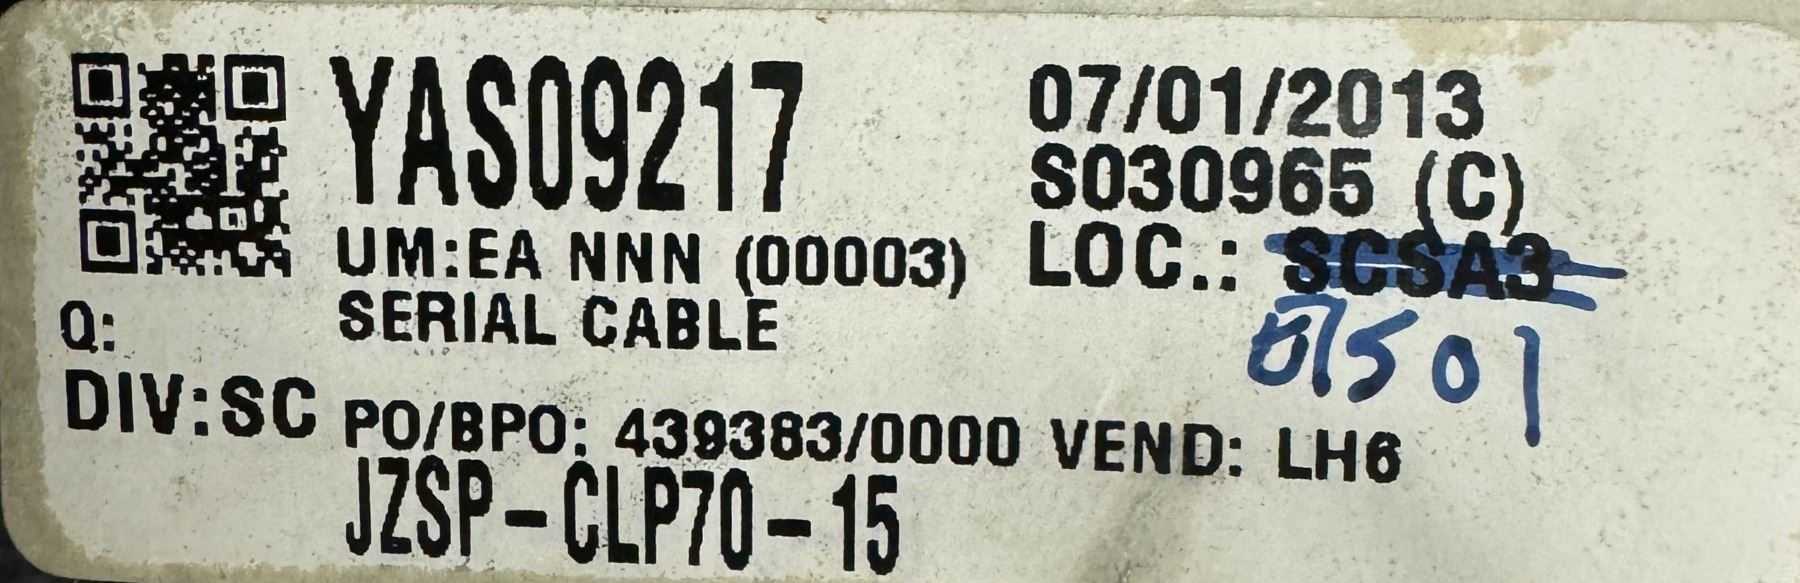 YAS09217
07/01/2013
S030965 (C)
UM:EA NNN (00003)
LOC.: SCSA3
SERIAL CABLE
Q:
DIV:SC
PO/BPO: 439383/0000 VEND: LH6
JZSP-CLP70-15